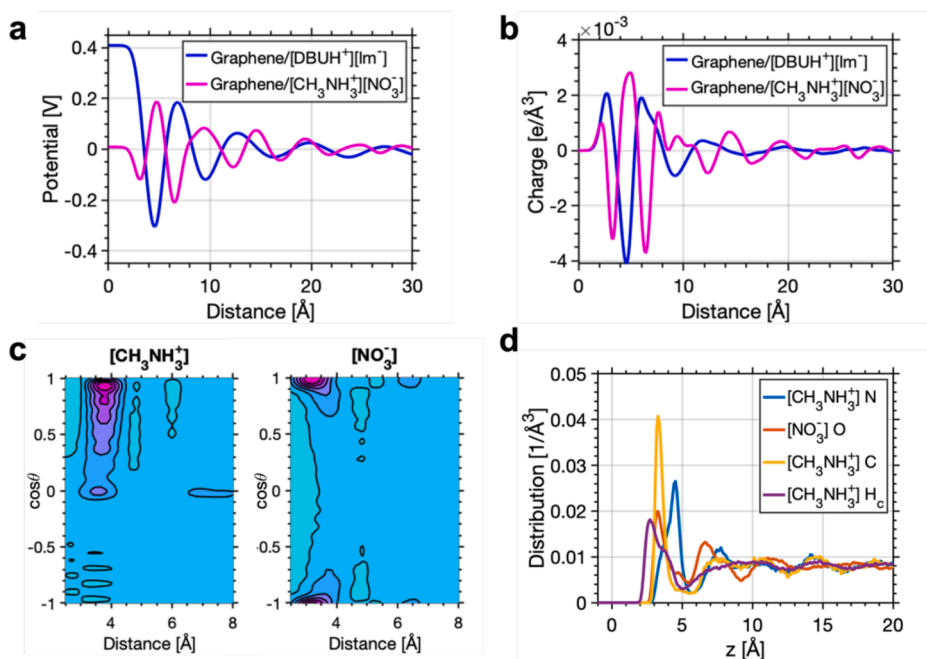 a
Graphene/[DBUH⁺][Im⁻]
Graphene/[CH₃NH₃⁺][NO₃⁻]
Potential [V]
0.4
0.2
0
-0.2
-0.4
0 10 20 30
Distance [Å]
b
×10⁻³
Graphene/[DBUH⁺][Im⁻]
Graphene/[CH₃NH₃⁺][NO₃⁻]
Charge [e/Å³]
4
2
0
-2
-4
0 10 20 30
Distance [Å]
c
[CH₃NH₃⁺]
cosθ
1
0.5
0
-0.5
-1
4 6 8
Distance [Å]
[NO₃⁻]
cosθ
1
0.5
0
-0.5
-1
4 6 8
Distance [Å]
d
[CH₃NH₃⁺] N
[NO₃⁻] O
[CH₃NH₃⁺] C
[CH₃NH₃⁺] H_c
Distribution [1/Å³]
0.05
0.04
0.03
0.02
0.01
0
0 5 10 15 20
z [Å]